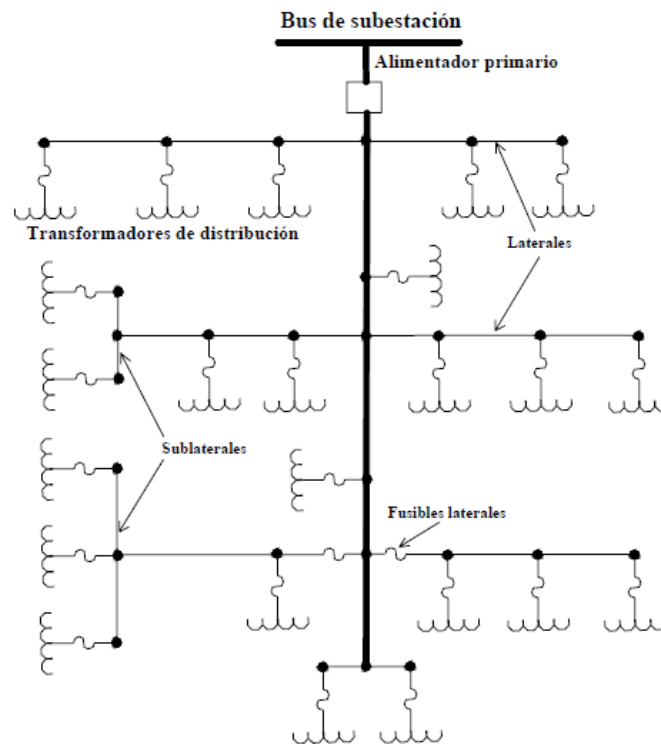 Bus de subestación
Alimentador primario
Transformadores de distribución
Laterales
Sublaterales
Fusibles laterales